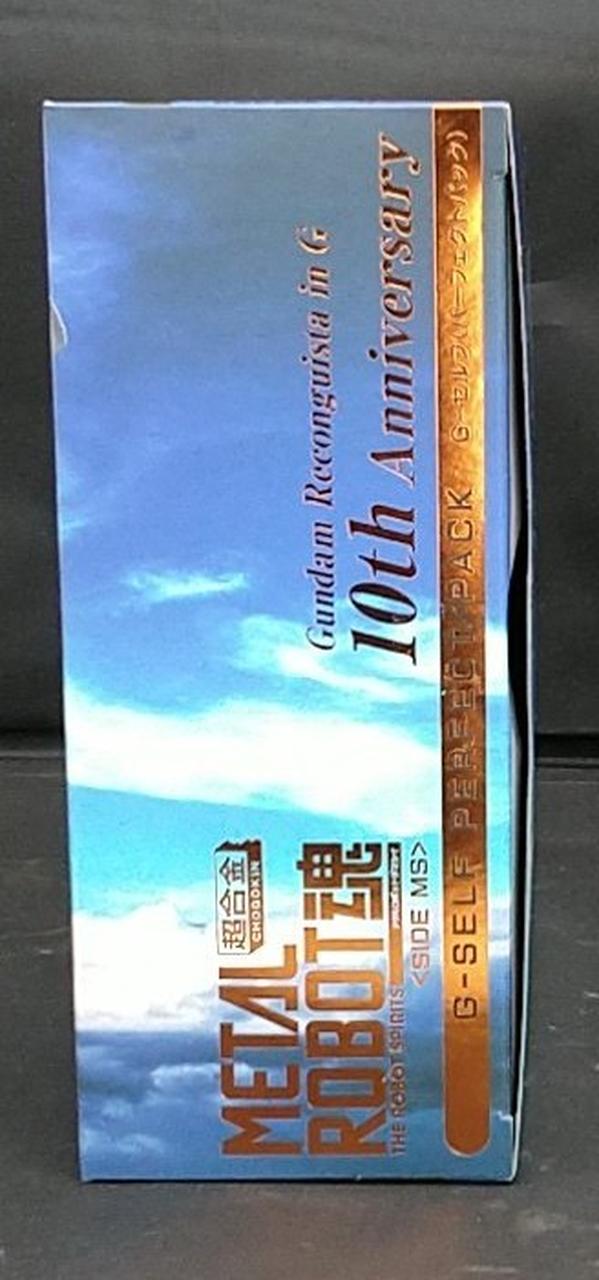 Gundam Reconguista in G
10th Anniversary
超合金
CHOGOKIN
METAL
ROBOT魂
THE ROBOT SPIRITS
<SIDE MS>
G-SELF PERFECT PACK G-セルフ(パーフェクトパック)